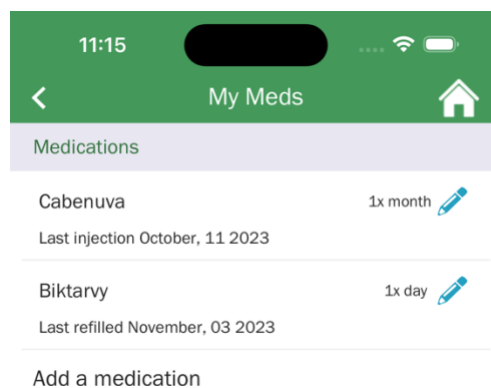 11:15
My Meds
Medications
Cabenuva 1x month
Last injection October, 11 2023
Biktarvy 1x day
Last refilled November, 03 2023
Add a medication